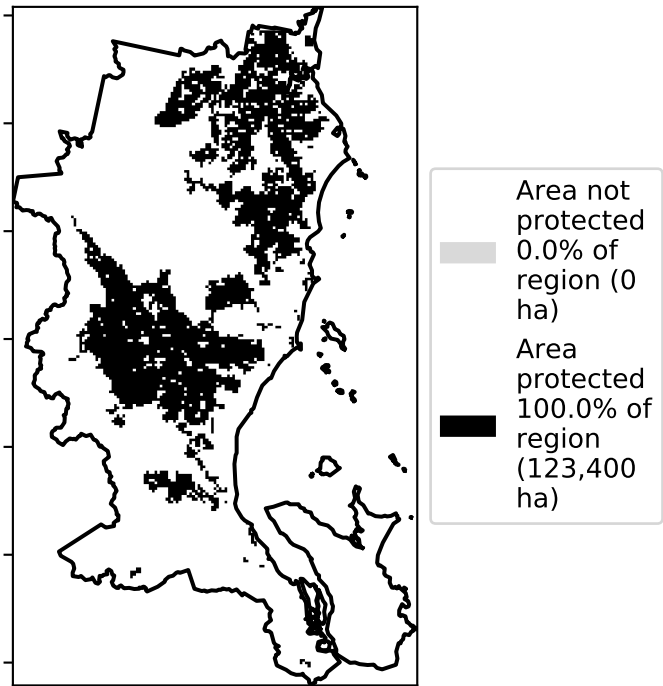 Area not
protected
0.0% of
region (0
ha)
Area
protected
100.0% of
region
(123,400
ha)